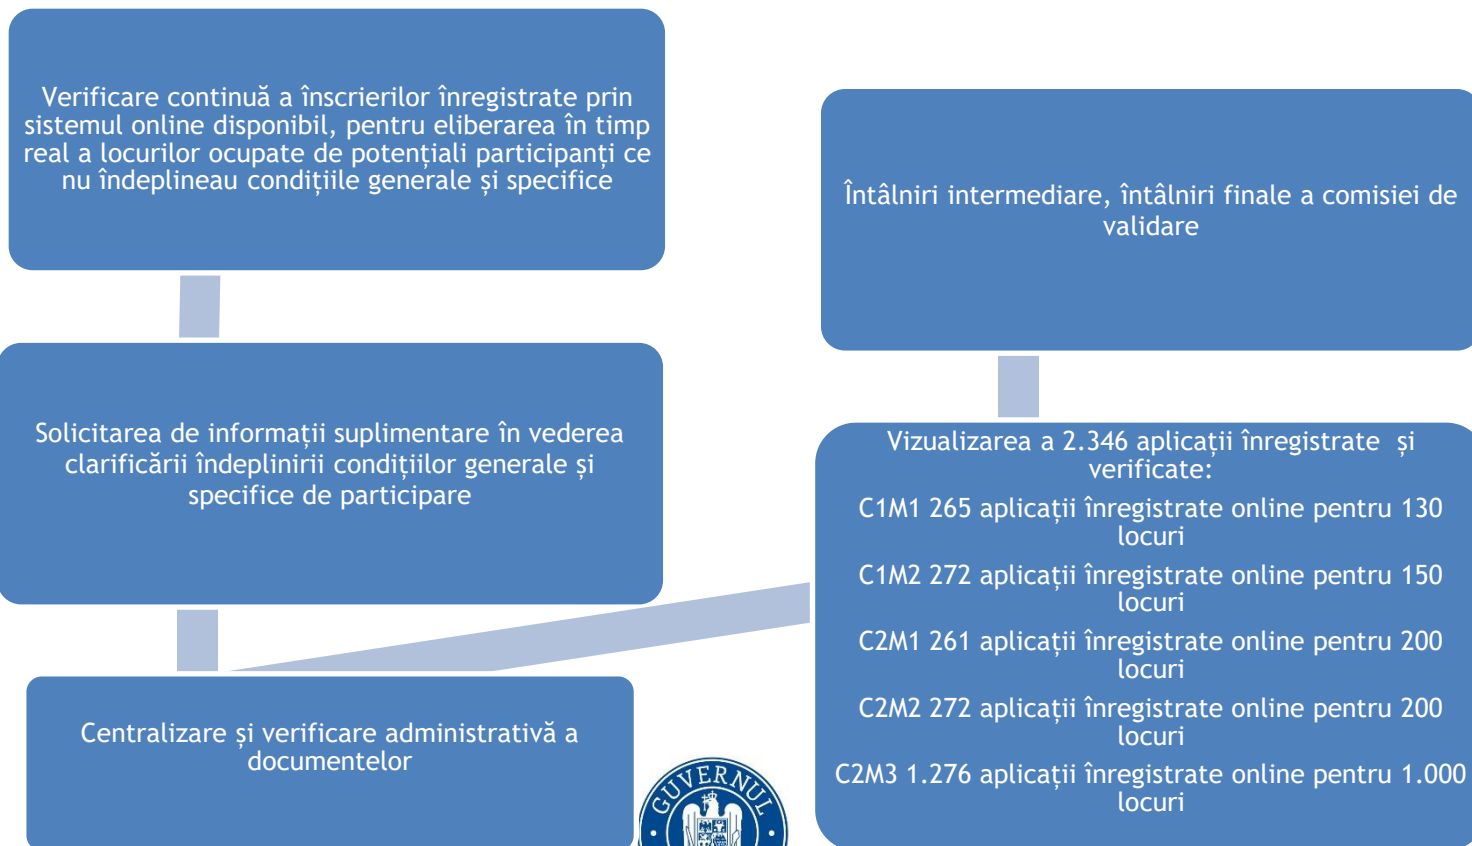 Verificare continuă a înscrierilor înregistrate prin
sistemul online disponibil, pentru eliberarea în timp
real a locurilor ocupate de potențiali participanți ce
nu îndeplineau condițiile generale și specifice
Solicitarea de informații suplimentare în vederea
clarificării îndeplinirii condițiilor generale și
specifice de participare
Centralizare și verificare administrativă a
documentelor
Întâlniri intermediare, întâlniri finale a comisiei de
validare
Vizualizarea a 2.346 aplicații înregistrate și
verificate:
C1M1 265 aplicații înregistrate online pentru 130
locuri
C1M2 272 aplicații înregistrate online pentru 150
locuri
C2M1 261 aplicații înregistrate online pentru 200
locuri
C2M2 272 aplicații înregistrate online pentru 200
locuri
C2M3 1.276 aplicații înregistrate online pentru 1.000
locuri
GUVERNUL